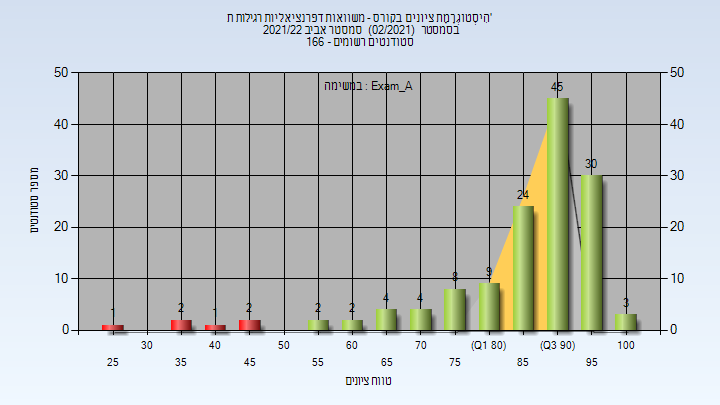 היסטוגרמת ציונים בקורס - משוואות דפרנציאליות רגילות ת'
בסמסטר (02/2021) סמסטר אביב 2021/22
סטודנטים רשומים - 166
במשימה : Exam_A
מספר סטודנטים
50 50
40 40
30 30
20 20
10 10
0 0
1 2 1 2 2 2 4 4 8 9 24 45 30 3
30 40 50 60 70 (Q1 80) (Q3 90) 100
25 35 45 55 65 75 85 95
טווח ציונים